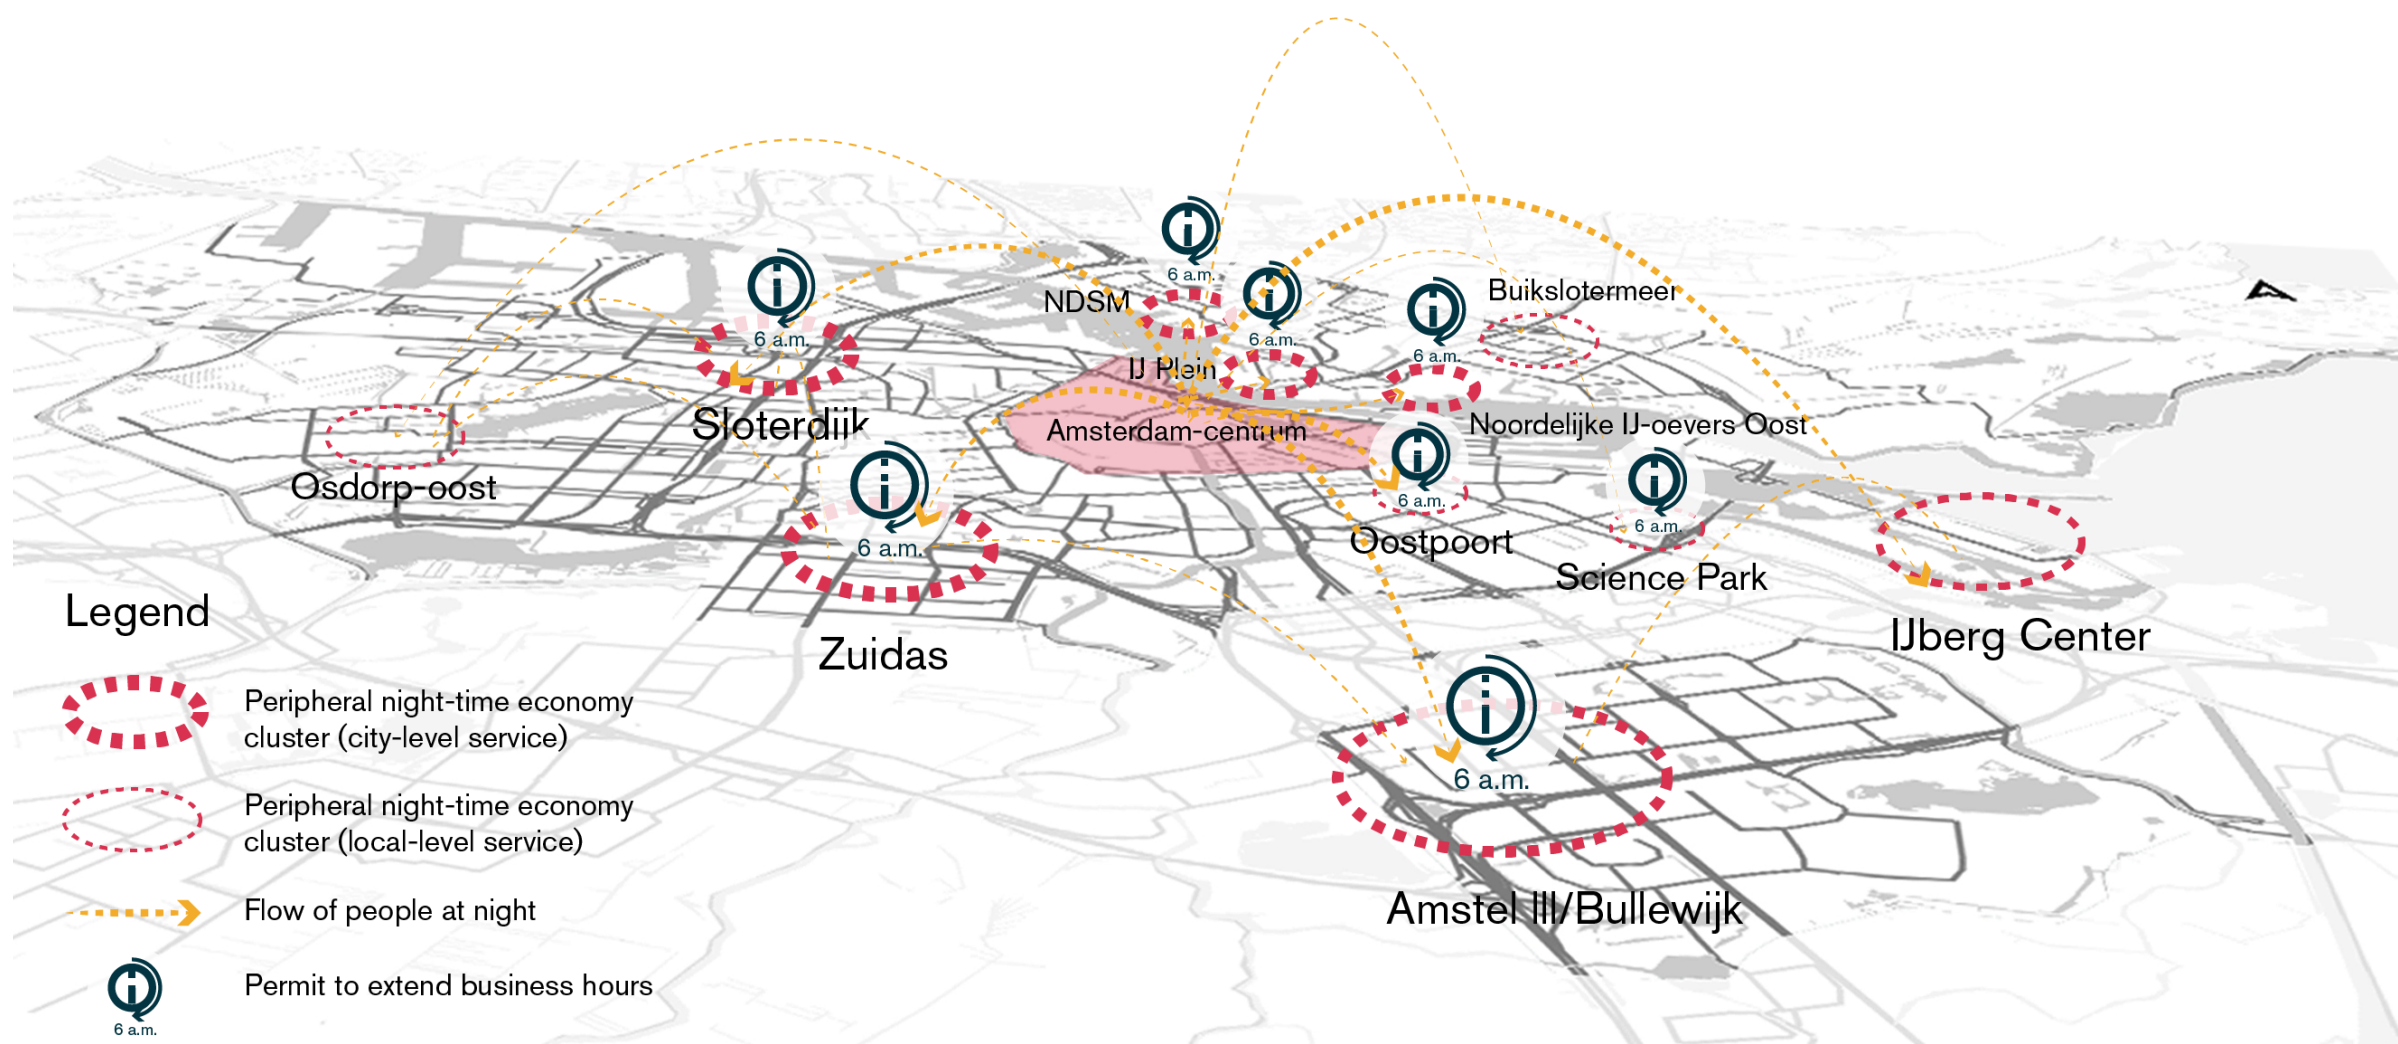 6 a.m.
NDSM
6 a.m.
6 a.m.
6 a.m.
Buikslotermeer
IJ Plein
Sloterdijk
Amsterdam-centrum
Noordelijke IJ-oevers Oost
Osdorp-oost
6 a.m.
6 a.m.
6 a.m.
Oostpoort
Science Park
Zuidas
IJberg Center
6 a.m.
Amstel III/Bullewijk
Legend
Peripheral night-time economy
cluster (city-level service)
Peripheral night-time economy
cluster (local-level service)
Flow of people at night
Permit to extend business hours
6 a.m.